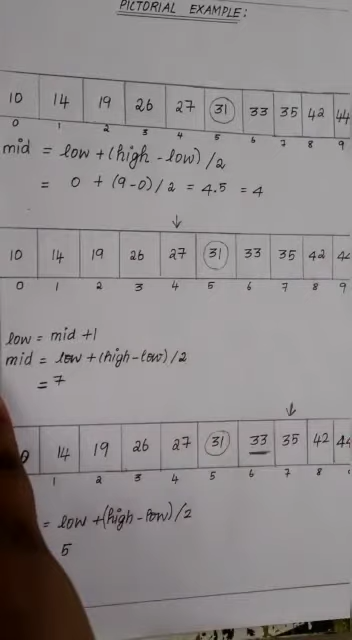 PICTORIAL EXAMPLE:
10 14 19 26 27 31 33 35 42 44
0 1 2 3 4 5 6 7 8 9
mid = low + (high - low) / 2
= 0 + (9-0) / 2 = 4.5 = 4
10 14 19 26 27 31 33 35 42
0 1 2 3 4 5 6 7 8 9
low = mid +1
mid = low + (high-low) / 2
= 7
14 19 26 27 31 33 35 42 44
1 2 3 4 5 6 7 8
= low + (high-low) / 2
5